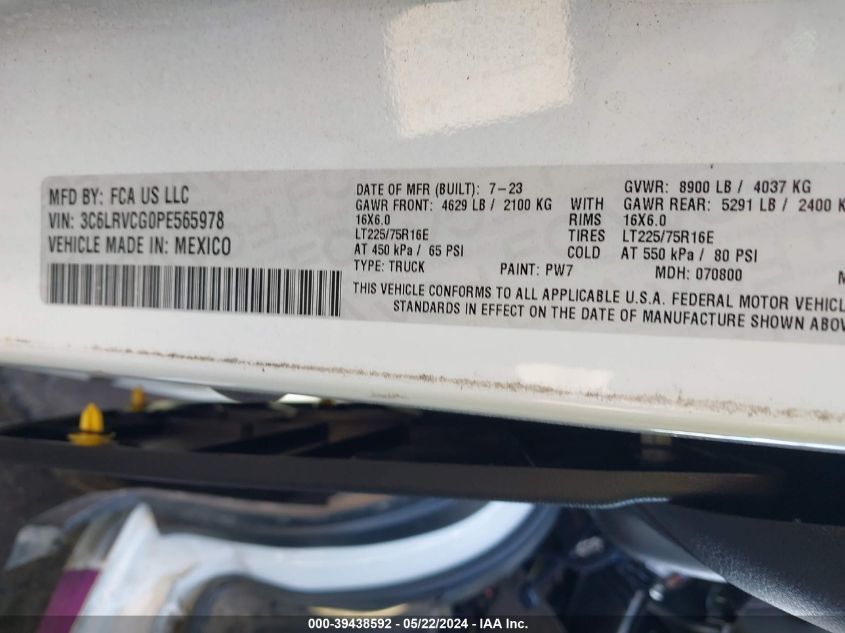 MFD BY: FCA US LLC
VIN: 3C6LRVCG0PE565978
VEHICLE MADE IN: MEXICO
DATE OF MFR (BUILT): 7-23 GVWR: 8900 LB / 4037 KG
GAWR FRONT: 4629 LB / 2100 KG WITH GAWR REAR: 5291 LB / 2400
16X6.0 RIMS 16X6.0
LT225/75R16E TIRES LT225/75R16E
AT 450 kPa / 65 PSI COLD AT 550 kPa / 80 PSI
TYPE: TRUCK PAINT: PW7 MDH: 070800
THIS VEHICLE CONFORMS TO ALL APPLICABLE U.S.A. FEDERAL MOTOR
STANDARDS IN EFFECT ON THE DATE OF MANUFACTURE SHOWN
000-39438592 - 05/22/2024 - IAA Inc.